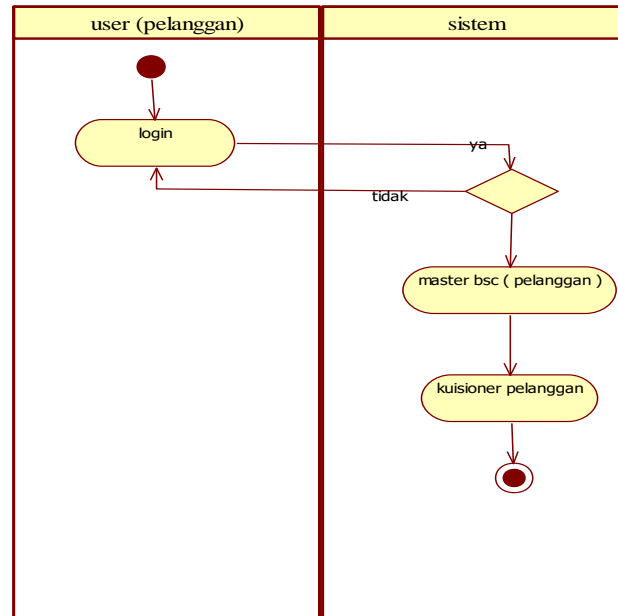 user (pelanggan)
sistem
login
ya
tidak
master bsc ( pelanggan )
kuisioner pelanggan